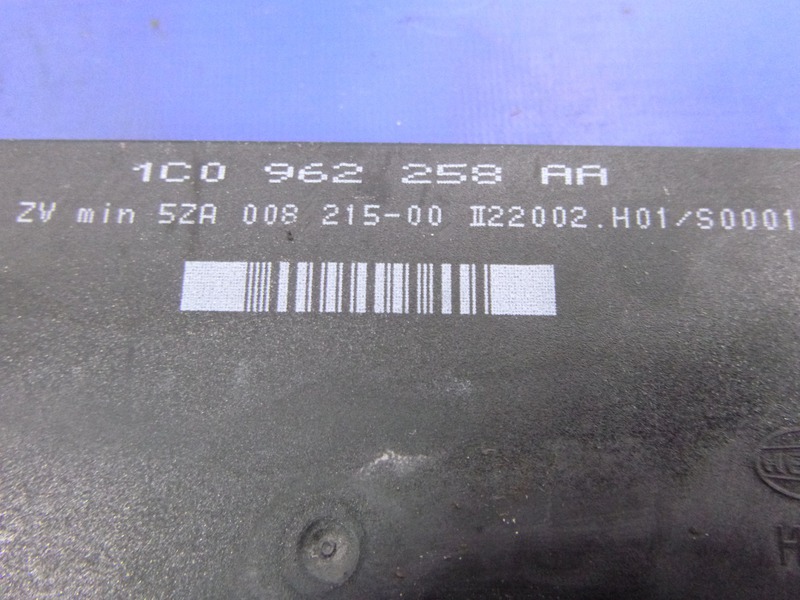 1C0 962 258 AA
ZV min 5ZA 008 215-00 II22002.H01/S0001